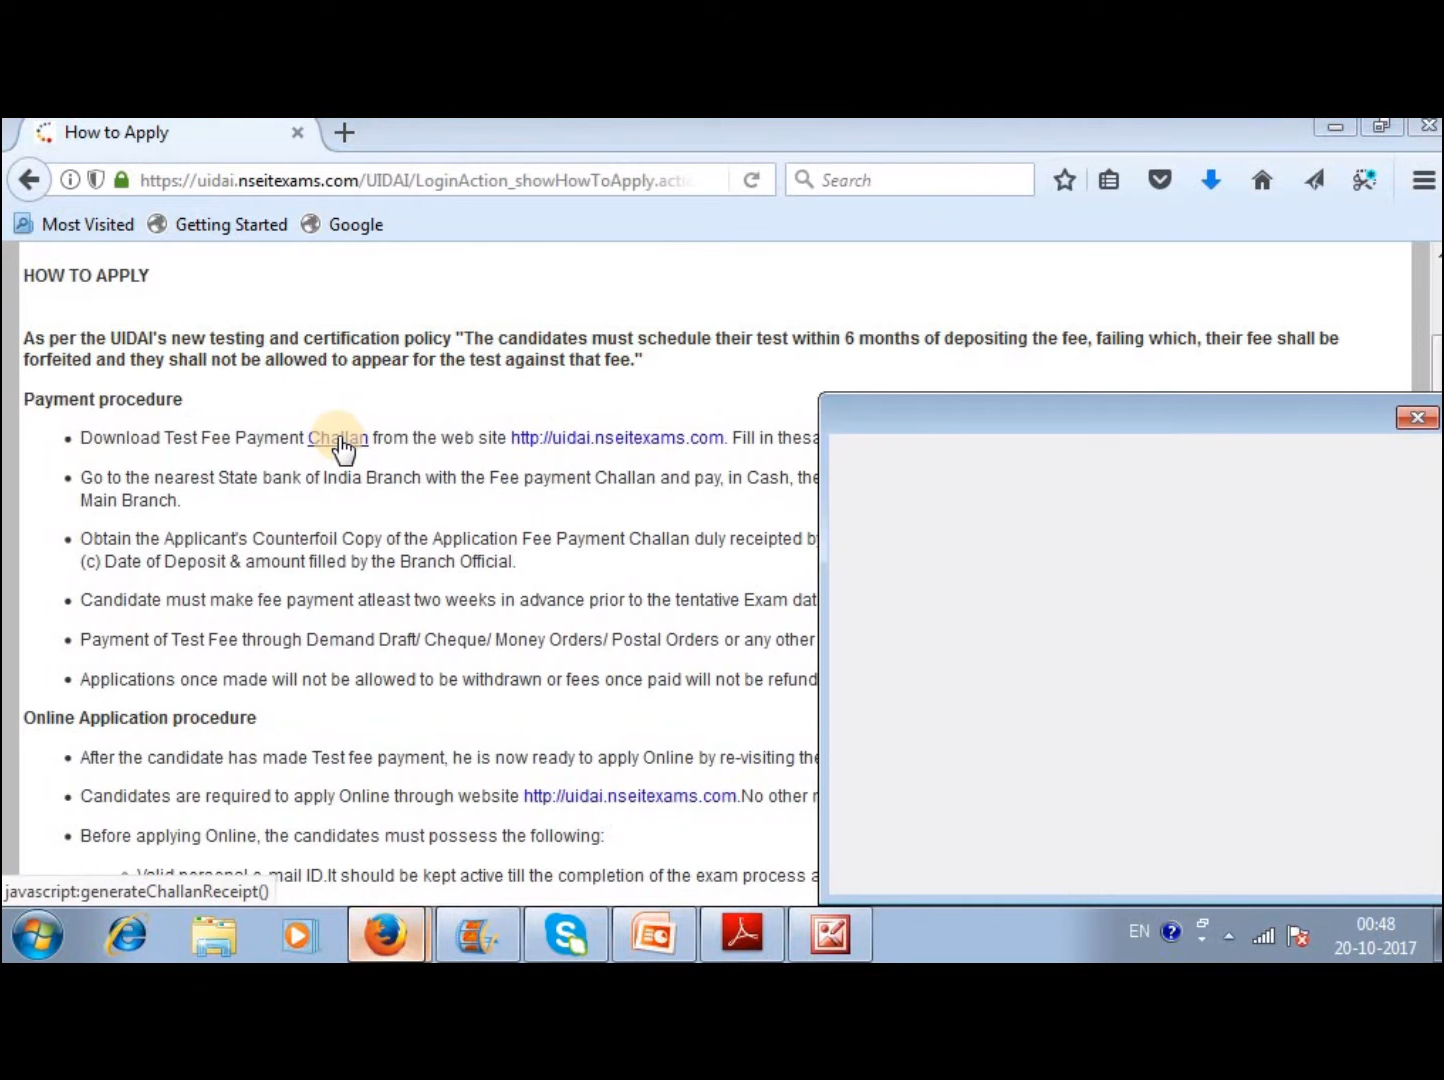 How to Apply
https://uidai.nseitexams.com/UIDAI/LoginAction_showHowToApply.actio
Search
Most Visited Getting Started Google
HOW TO APPLY
As per the UIDAI's new testing and certification policy "The candidates must schedule their test within 6 months of depositing the fee, failing which, their fee shall be
forfeited and they shall not be allowed to appear for the test against that fee."
Payment procedure
Download Test Fee Payment Challan from the web site http://uidai.nseitexams.com. Fill in thesa
Go to the nearest State bank of India Branch with the Fee payment Challan and pay, in Cash, the
Main Branch.
Obtain the Applicant's Counterfoil Copy of the Application Fee Payment Challan duly receipted by
(c) Date of Deposit & amount filled by the Branch Official.
Candidate must make fee payment atleast two weeks in advance prior to the tentative Exam dat
Payment of Test Fee through Demand Draft/ Cheque/ Money Orders/ Postal Orders or any other
Applications once made will not be allowed to be withdrawn or fees once paid will not be refund
Online Application procedure
After the candidate has made Test fee payment, he is now ready to apply Online by re-visiting the
Candidates are required to apply Online through website http://uidai.nseitexams.com.No other
Before applying Online, the candidates must possess the following:
Valid personal e-mail ID.It should be kept active till the completion of the exam process a
javascript:generateChallanReceipt()
EN
00:48
20-10-2017